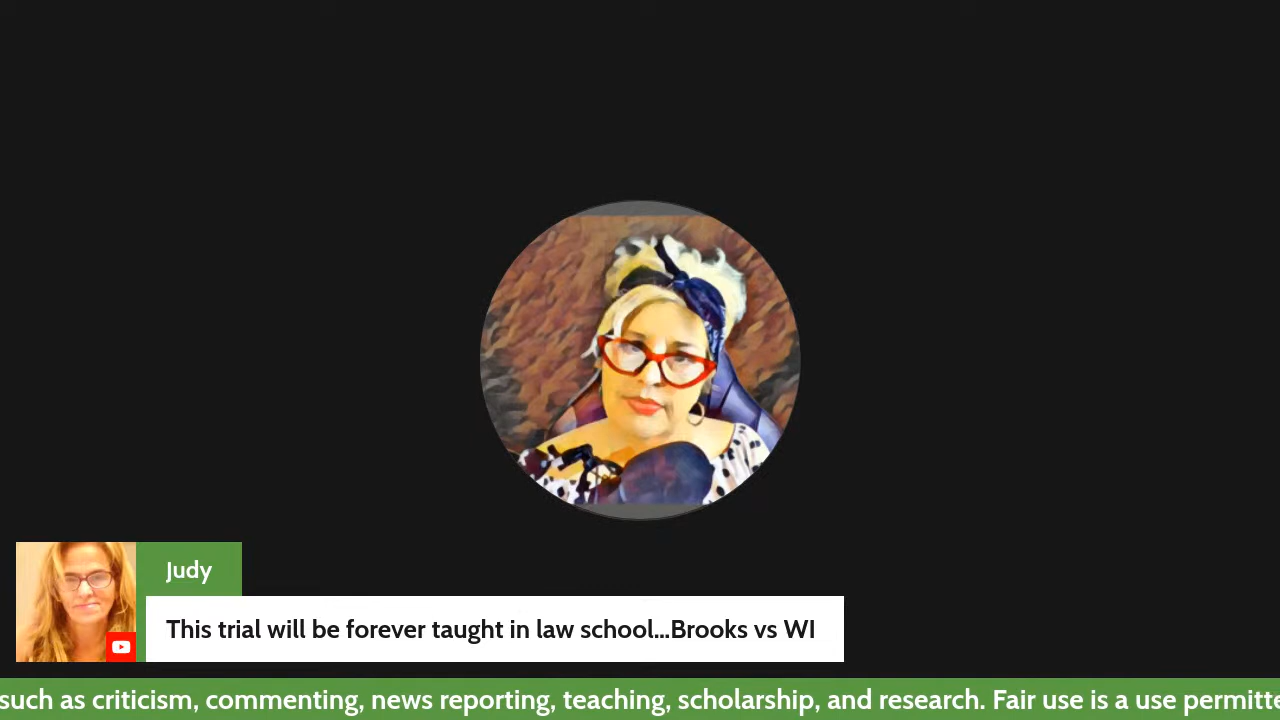 Judy
This trial will be forever taught in law school...Brooks vs WI
such as criticism, commenting, news reporting, teaching, scholarship, and research. Fair use is a use